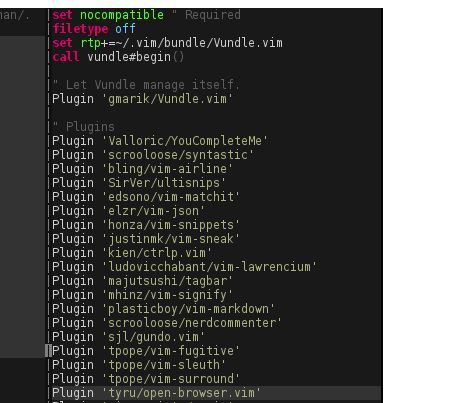 han/.
set nocompatible " Required
filetype off
set rtp+=~/.vim/bundle/Vundle.vim
call vundle#begin()
" Let Vundle manage itself.
Plugin 'gmarik/Vundle.vim'
" Plugins
Plugin 'Valloric/YouCompleteMe'
Plugin 'scrooloose/syntastic'
Plugin 'bling/vim-airline'
Plugin 'SirVer/ultisnips'
Plugin 'edsono/vim-matchit'
Plugin 'elzr/vim-json'
Plugin 'honza/vim-snippets'
Plugin 'justinmk/vim-sneak'
Plugin 'kien/ctrlp.vim'
Plugin 'ludovicchabant/vim-lawrencium'
Plugin 'majutsushi/tagbar'
Plugin 'mhinz/vim-signify'
Plugin 'plasticboy/vim-markdown'
Plugin 'scrooloose/nerdcommenter'
Plugin 'sjl/gundo.vim'
Plugin 'tpope/vim-fugitive'
Plugin 'tpope/vim-sleuth'
Plugin 'tpope/vim-surround'
Plugin 'tyru/open-browser.vim'